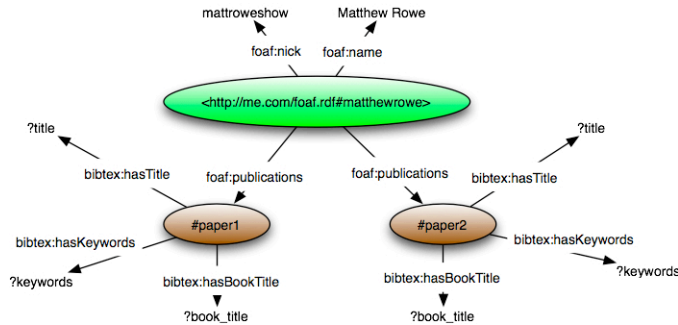 mattroweshow
Matthew Rowe
foaf:nick
foaf:name
<http://me.com/foaf.rdf#matthewrowe>
?title
?title
bibtex:hasTitle
foaf:publications
foaf:publications
bibtex:hasTitle
#paper1
#paper2
bibtex:hasKeywords
bibtex:hasKeywords
?keywords
bibtex:hasBookTitle
bibtex:hasBookTitle
?keywords
?book_title
?book_title